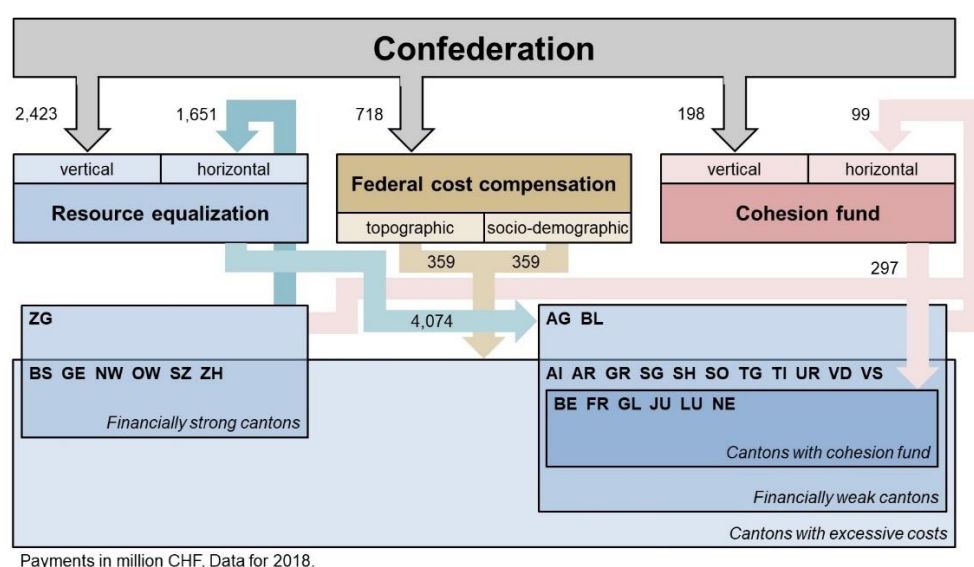 Confederation
2,423
1,651
718
198
99
vertical
horizontal
Resource equalization
Federal cost compensation
topographic
socio-demographic
vertical
horizontal
Cohesion fund
359
359
297
4,074
ZG
BS GE NW OW SZ ZH
Financially strong cantons
AG BL
AI AR GR SG SH SO TG TI UR VD VS
BE FR GL JU LU NE
Cantons with cohesion fund
Financially weak cantons
Cantons with excessive costs
Payments in million CHF. Data for 2018.